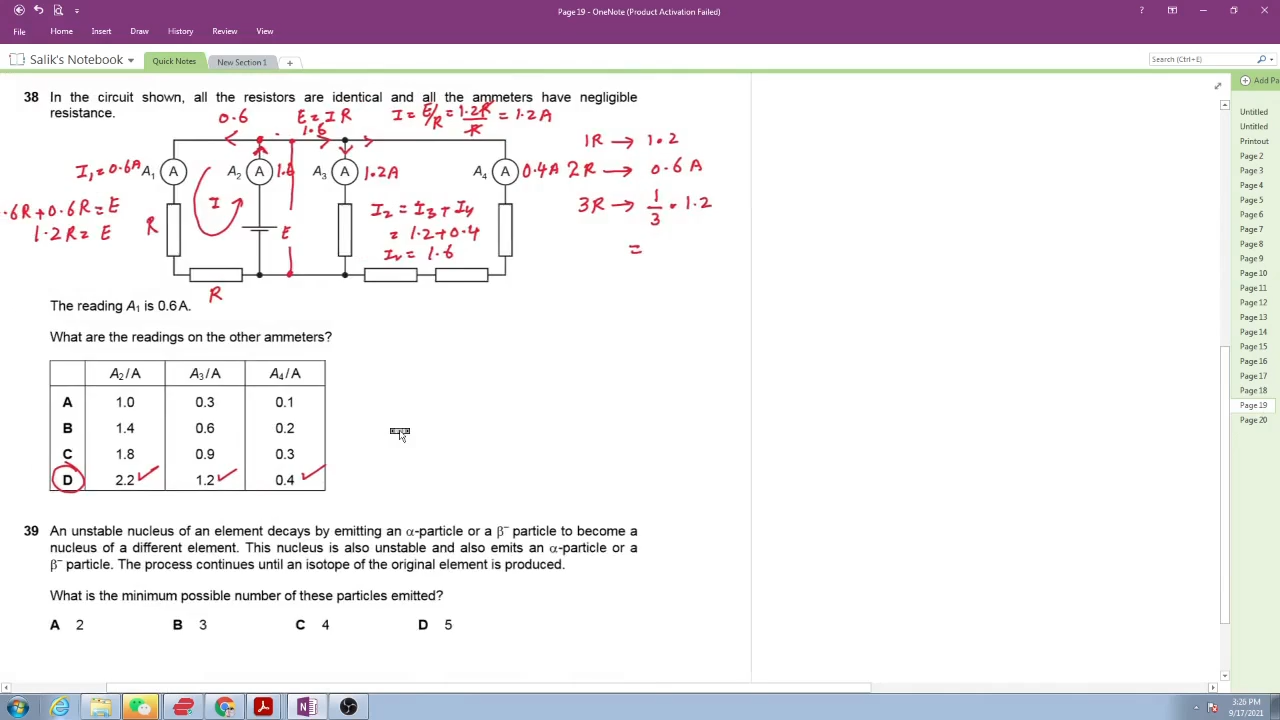 Page 19 - OneNote (Product Activation Failed)
File Home Insert Draw History Review View
Salik's Notebook Quick Notes New Section 1
Search (Ctrl+E)
Add Pa
38 In the circuit shown, all the resistors are identical and all the ammeters have negligible
resistance.
0.6 E = IR I = E/R = 1.2R/R = 1.2A
1.6
1R → 1.2
I1 = 0.6A A1 A A2 A A3 A 1.2A A4 A 0.4A 2R → 0.6 A
3R → 1/3 × 1.2
=
.6R + 0.6R = E
1.2R = E
R I E
I2 = I3 + I4
= 1.2 + 0.4
= 1.6
R
The reading A1 is 0.6 A.
What are the readings on the other ammeters?
A2 / A A3 / A A4 / A
A 1.0 0.3 0.1
B 1.4 0.6 0.2
C 1.8 0.9 0.3
D 2.2 1.2 0.4
39 An unstable nucleus of an element decays by emitting an α-particle or a β⁻ particle to become a
nucleus of a different element. This nucleus is also unstable and also emits an α-particle or a
β⁻ particle. The process continues until an isotope of the original element is produced.
What is the minimum possible number of these particles emitted?
A 2 B 3 C 4 D 5
Untitled
Untitled
Printout
Page 2
Page 3
Page 4
Page 5
Page 6
Page 7
Page 8
Page 9
Page 10
Page 11
Page 12
Page 13
Page 14
Page 15
Page 16
Page 17
Page 18
Page 19
Page 20
3:26 PM
9/17/2021